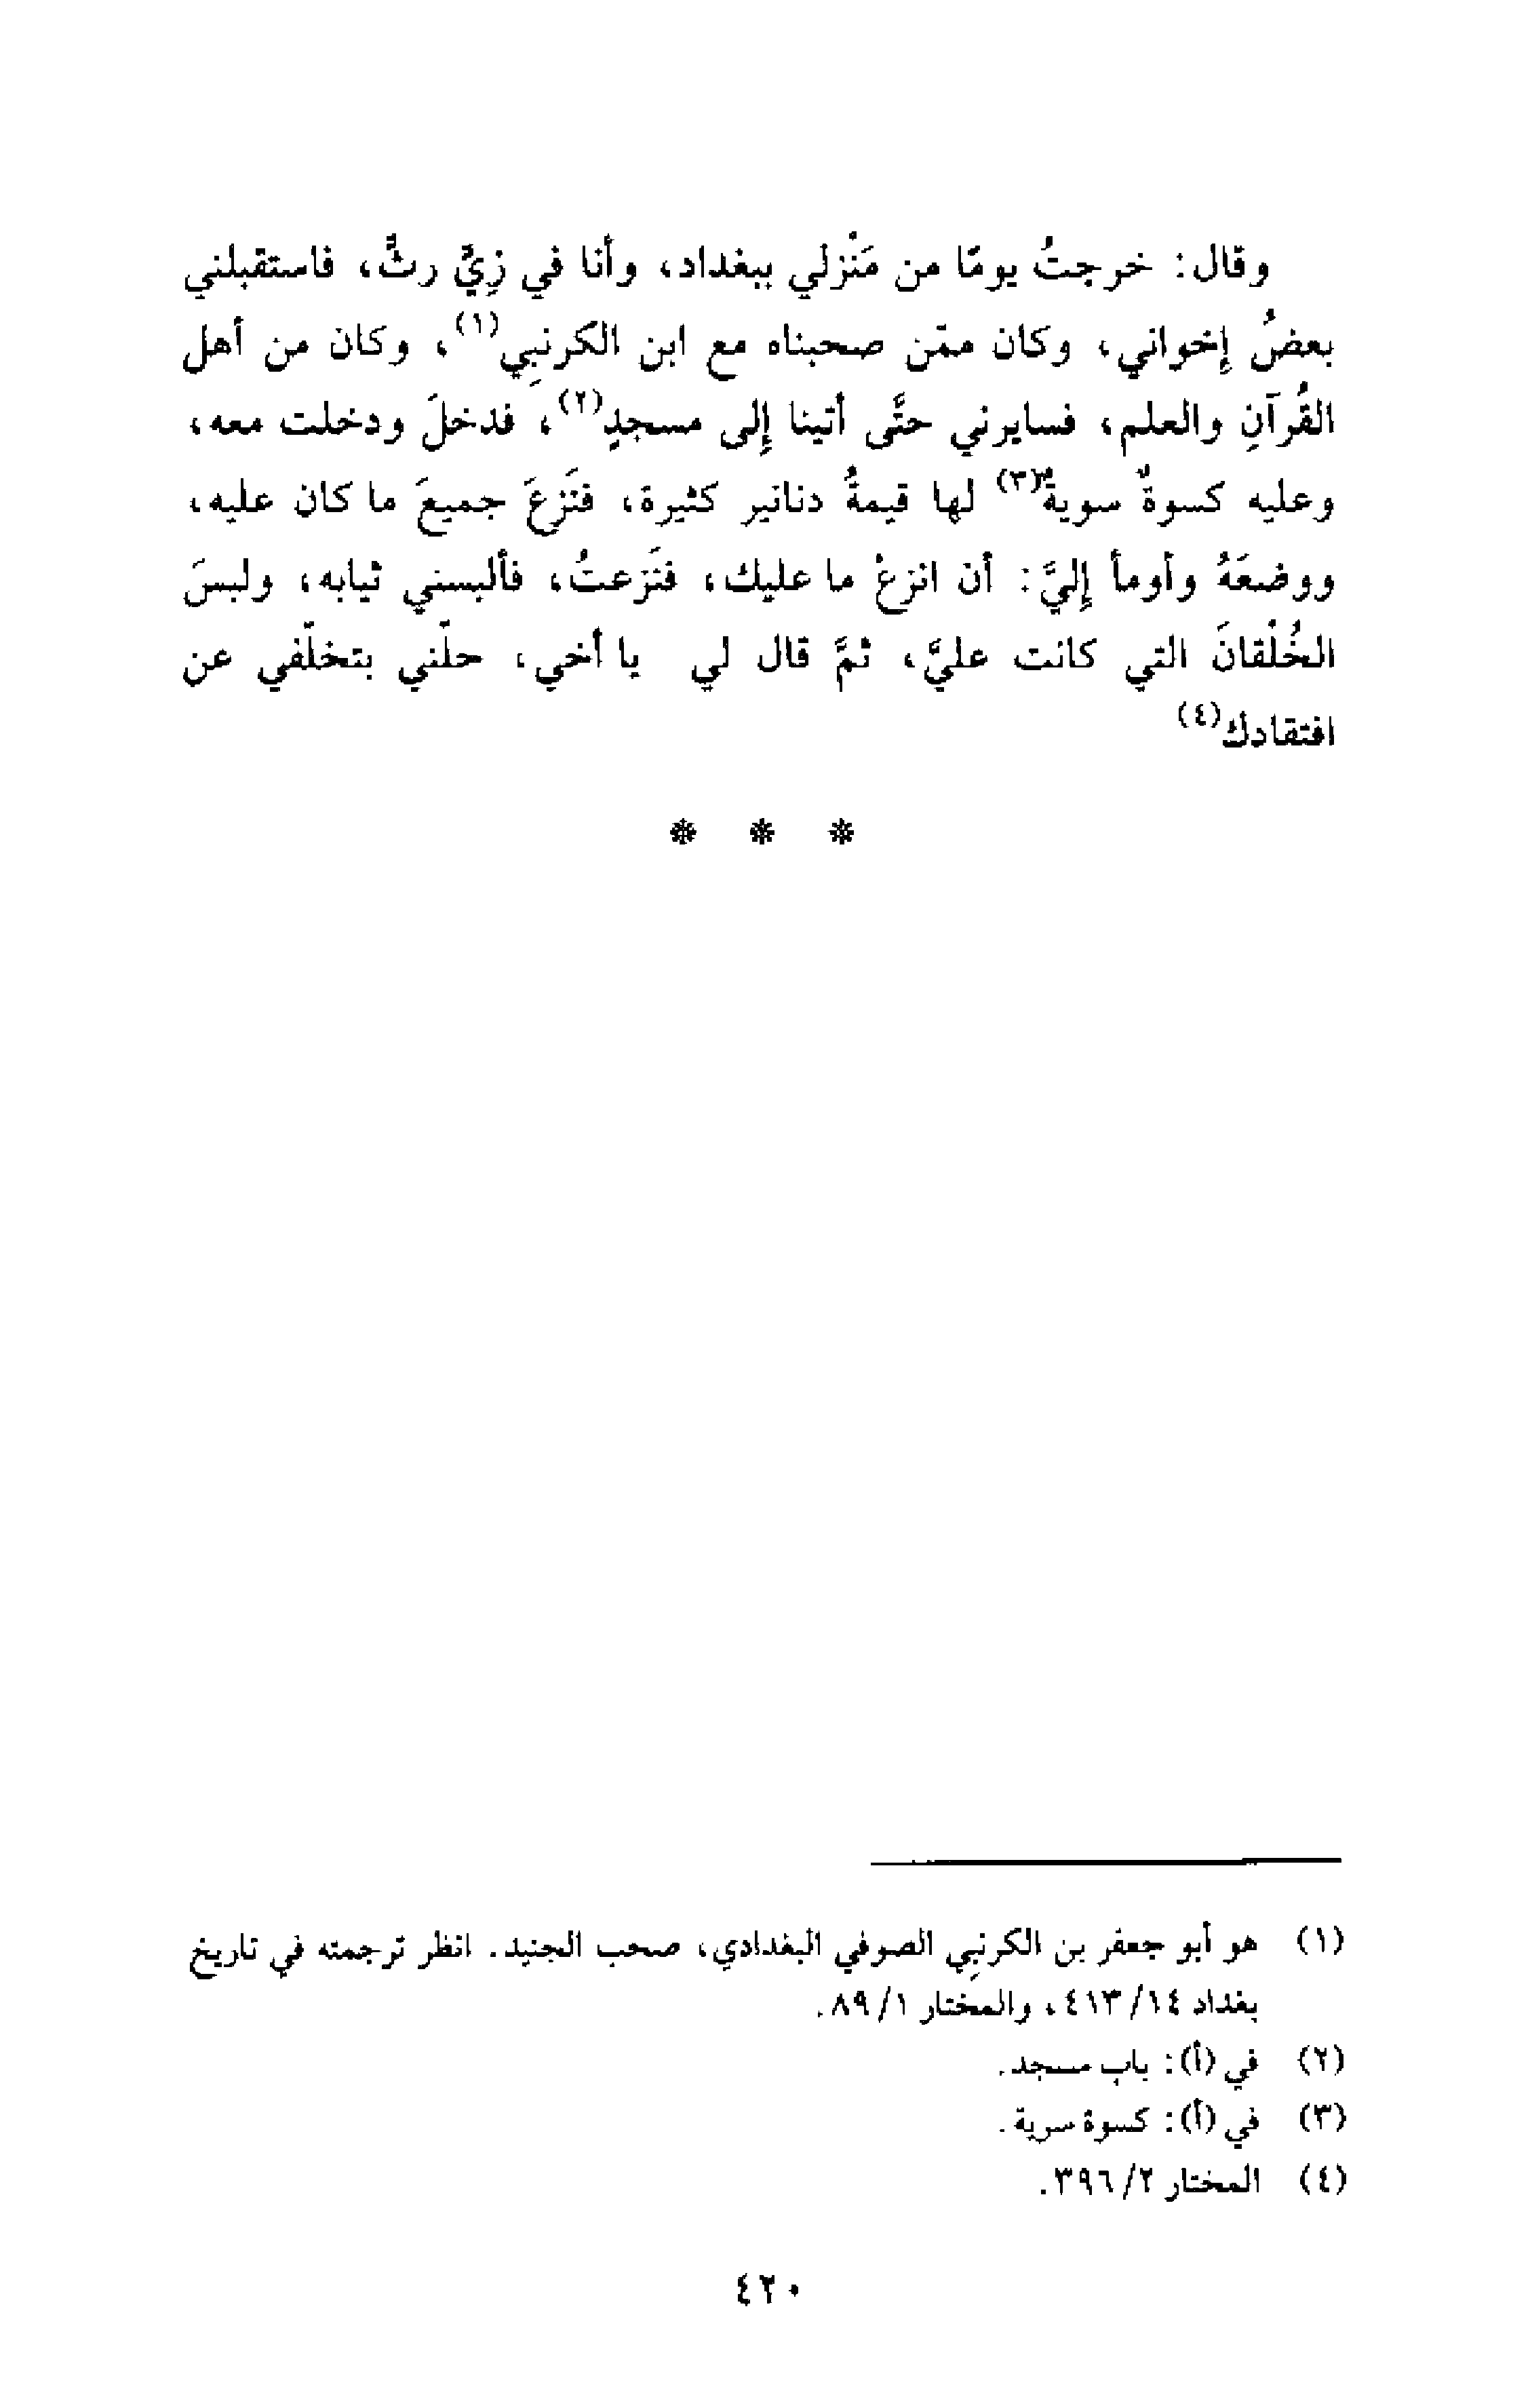 وقال: خرجتُ يومًا من مَنْزلي ببغداد، وأنا في زِيٍّ رثٍّ، فاستقبلني
بعضُ إخواني، وكان ممّن صحبناه مع ابن الكرنبي(١)، وكان من أهل
القُرآنِ والعلم، فسايرني حتَّى أتينا إلى مسجدٍ(٢)، فدخلَ ودخلت معه،
وعليه كسوةٌ سويةٌ(٣) لها قيمةُ دنانير كثيرة، فنَزعَ جميعَ ما كان عليه،
ووضعَهُ وأومأ إليَّ: أن انزعْ ما عليك، فنَزعتُ، فألبسني ثيابه، ولبسَ
الخُلْقانَ التي كانت عليَّ، ثمَّ قال لي يا أخي، حلّني بتخلّفي عن
افتقادك(٤)
* * *
(١) هو أبو جعفر بن الكرنبي الصوفي البغدادي، صحب الجنيد. انظر ترجمته في تاريخ
بغداد ٤١٣/١٤، والمختار ٨٩/١.
(٢) في (أ): باب مسجد.
(٣) في (أ): كسوة سرية.
(٤) المختار ٣٩٦/٢.
٤٢٠